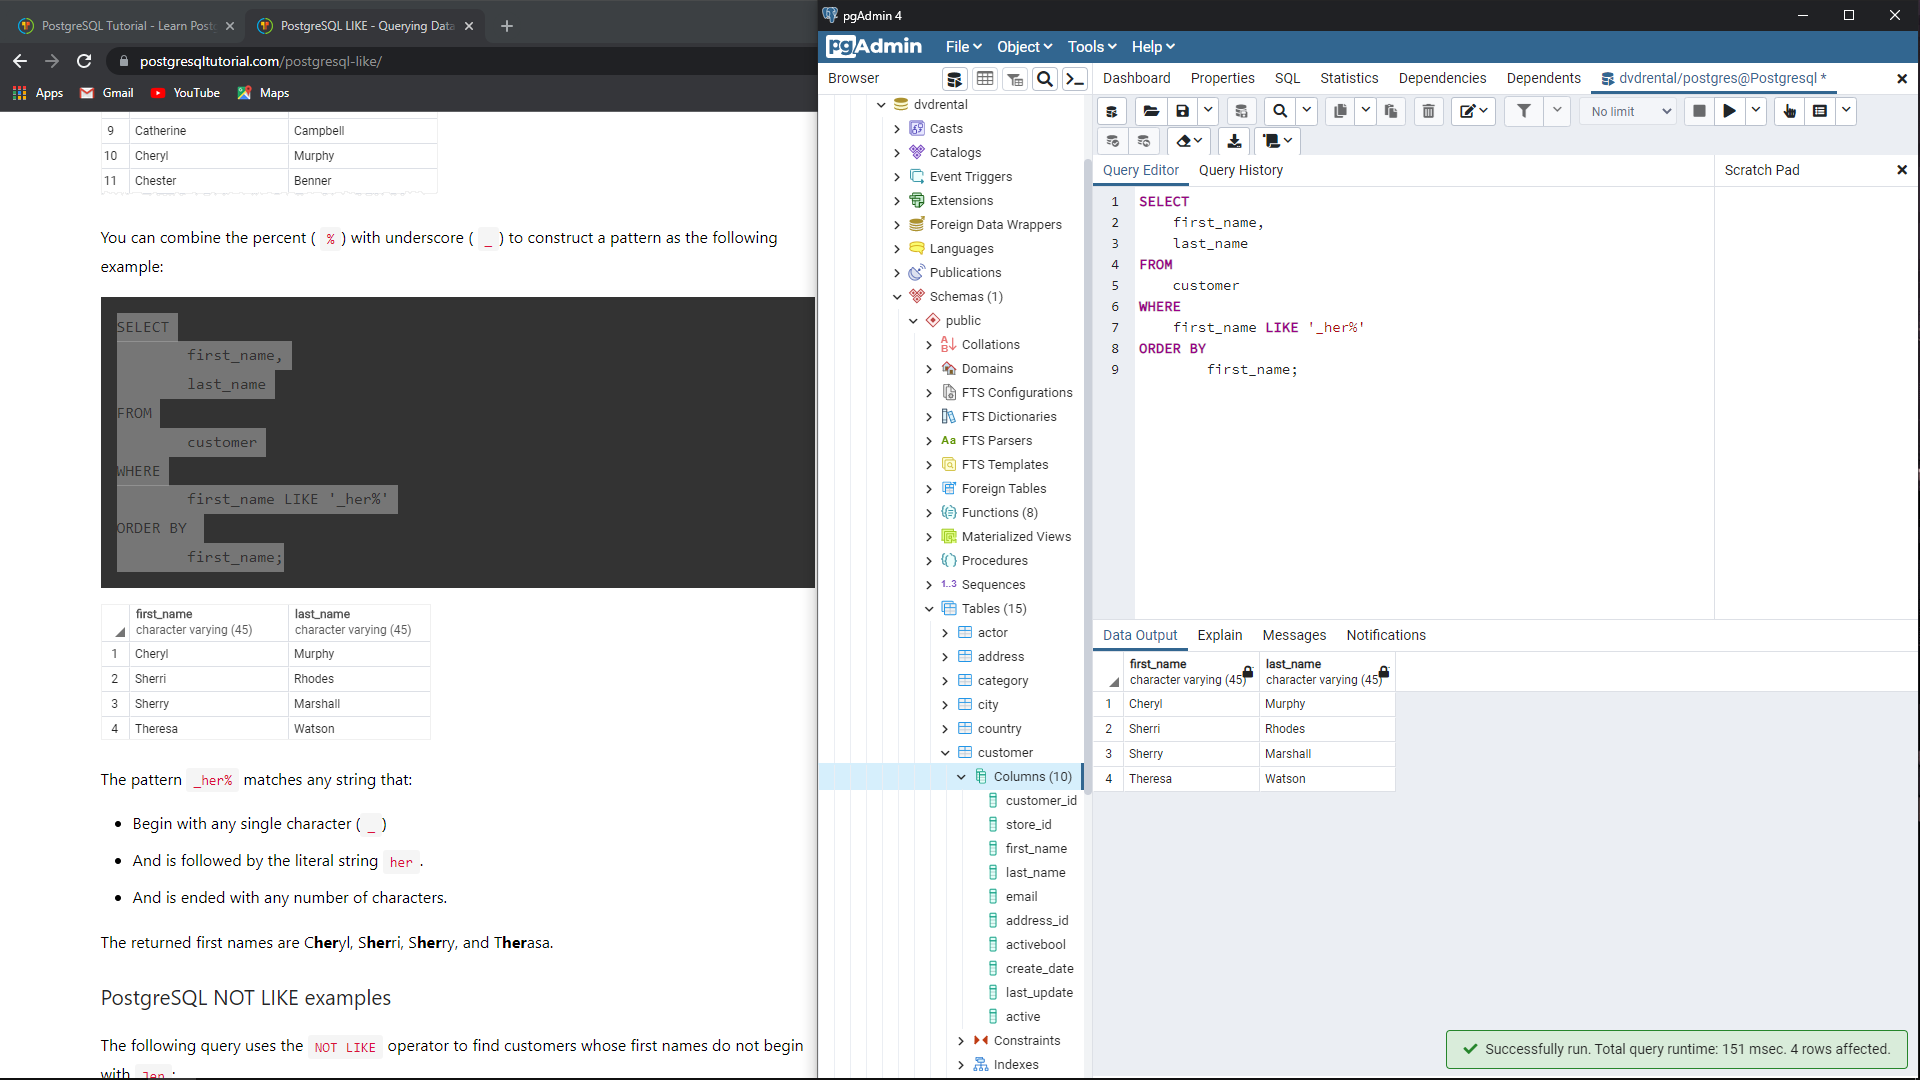 PostgreSQL Tutorial - Learn Post
PostgreSQL LIKE - Querying Data
postgresqltutorial.com/postgresql-like/
Apps
Gmail
YouTube
Maps
9 Catherine Campbell
10 Cheryl Murphy
11 Chester Benner
You can combine the percent ( % ) with underscore ( _ ) to construct a pattern as the following
example:
SELECT
first_name,
last_name
FROM
customer
WHERE
first_name LIKE '_her%'
ORDER BY
first_name;
first_name last_name
character varying (45) character varying (45)
1 Cheryl Murphy
2 Sherri Rhodes
3 Sherry Marshall
4 Theresa Watson
The pattern _her% matches any string that:
• Begin with any single character ( _ )
• And is followed by the literal string her .
• And is ended with any number of characters.
The returned first names are Cheryl, Sherri, Sherry, and Therasa.
PostgreSQL NOT LIKE examples
The following query uses the NOT LIKE operator to find customers whose first names do not begin
with Jen :
pgAdmin 4
pgAdmin
File
Object
Tools
Help
Browser
dvdrental
Casts
Catalogs
Event Triggers
Extensions
Foreign Data Wrappers
Languages
Publications
Schemas (1)
public
Collations
Domains
FTS Configurations
FTS Dictionaries
Aa FTS Parsers
FTS Templates
Foreign Tables
Functions (8)
Materialized Views
Procedures
1..3 Sequences
Tables (15)
actor
address
category
city
country
customer
Columns (10)
customer_id
store_id
first_name
last_name
email
address_id
activebool
create_date
last_update
active
Constraints
Indexes
Dashboard
Properties
SQL
Statistics
Dependencies
Dependents
dvdrental/postgres@Postgresql *
No limit
Query Editor
Query History
Scratch Pad
1 SELECT
2 first_name,
3 last_name
4 FROM
5 customer
6 WHERE
7 first_name LIKE '_her%'
8 ORDER BY
9 first_name;
Data Output
Explain
Messages
Notifications
first_name last_name
character varying (45) character varying (45)
1 Cheryl Murphy
2 Sherri Rhodes
3 Sherry Marshall
4 Theresa Watson
Successfully run. Total query runtime: 151 msec. 4 rows affected.